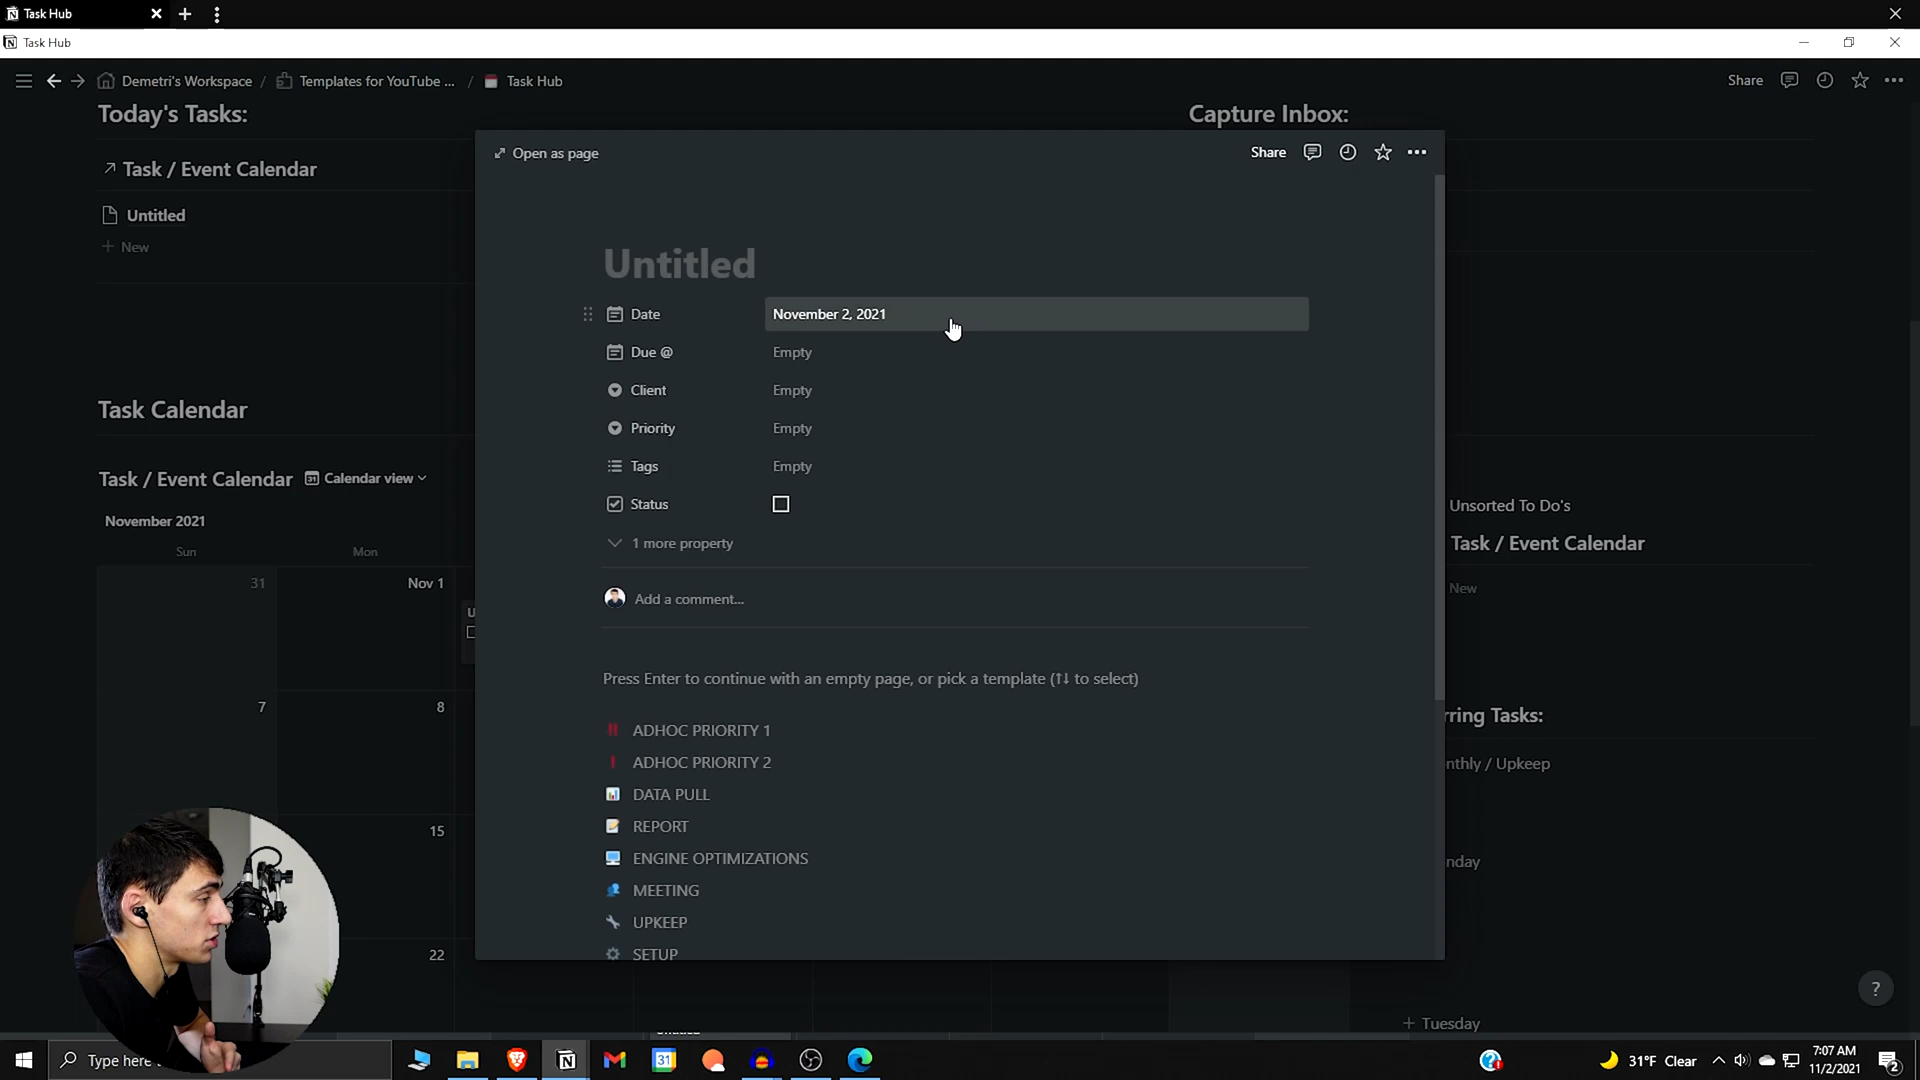 Task Hub
Task Hub
Demetri's Workspace / Templates for YouTube ... / Task Hub
Share
Today's Tasks:
Capture Inbox:
Task / Event Calendar
Untitled
New
Task Calendar
Task / Event Calendar Calendar view
November 2021
Sun Mon
31 Nov 1
7 8
15
22
Open as page
Share
Untitled
Date November 2, 2021
Due @ Empty
Client Empty
Priority Empty
Tags Empty
Status
1 more property
Add a comment...
Press Enter to continue with an empty page, or pick a template (↑↓ to select)
ADHOC PRIORITY 1
ADHOC PRIORITY 2
DATA PULL
REPORT
ENGINE OPTIMIZATIONS
MEETING
UPKEEP
SETUP
Unsorted To Do's
Task / Event Calendar
New
rring Tasks:
nthly / Upkeep
nday
+ Tuesday
?
Type here
31
31°F Clear
7:07 AM
11/2/2021
2